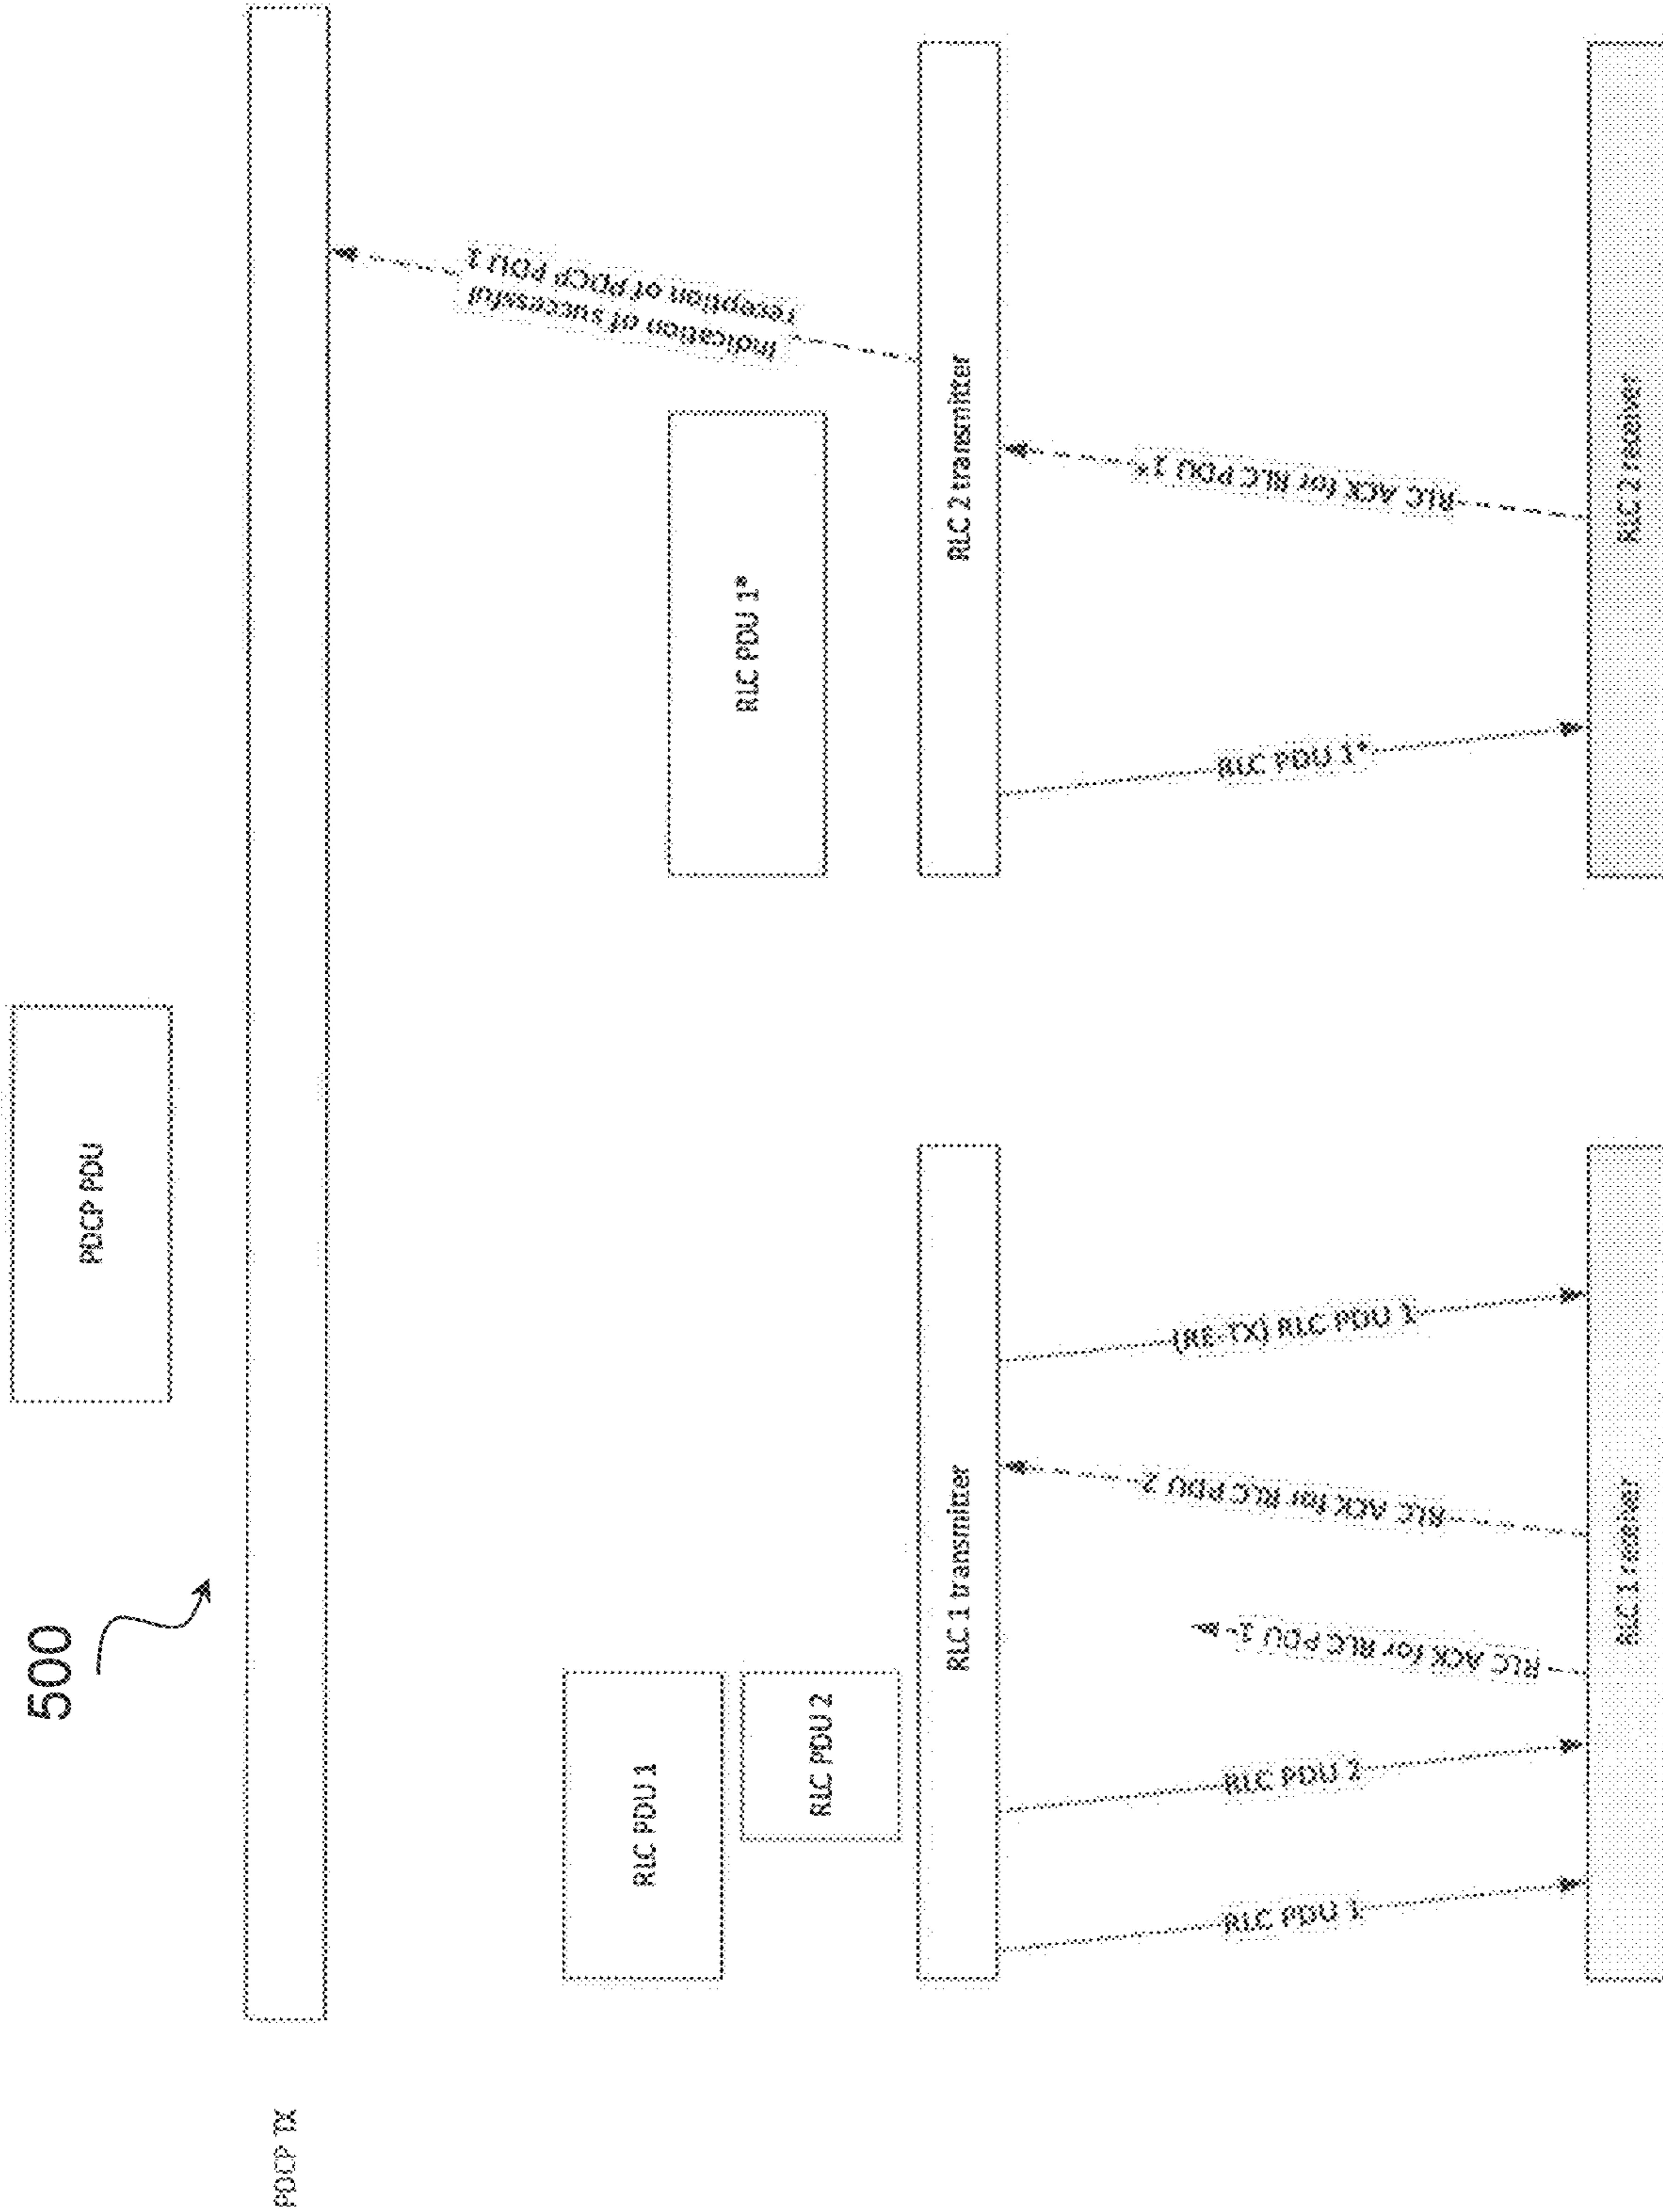 500
PDCP PDU
PDCP TX
RLC PDU 1
RLC PDU 2
RLC PDU 1*
RLC 1 transmitter
RLC 2 transmitter
Indication of successful
reception of PDCP PDU 1
RLC PDU 1
RLC PDU 2
RLC ACK for RLC PDU 1
RLC ACK for RLC PDU 2
(RE-TX) RLC PDU 1
RLC PDU 1*
RLC ACK for RLC PDU 1*
RLC 1 receiver
RLC 2 receiver